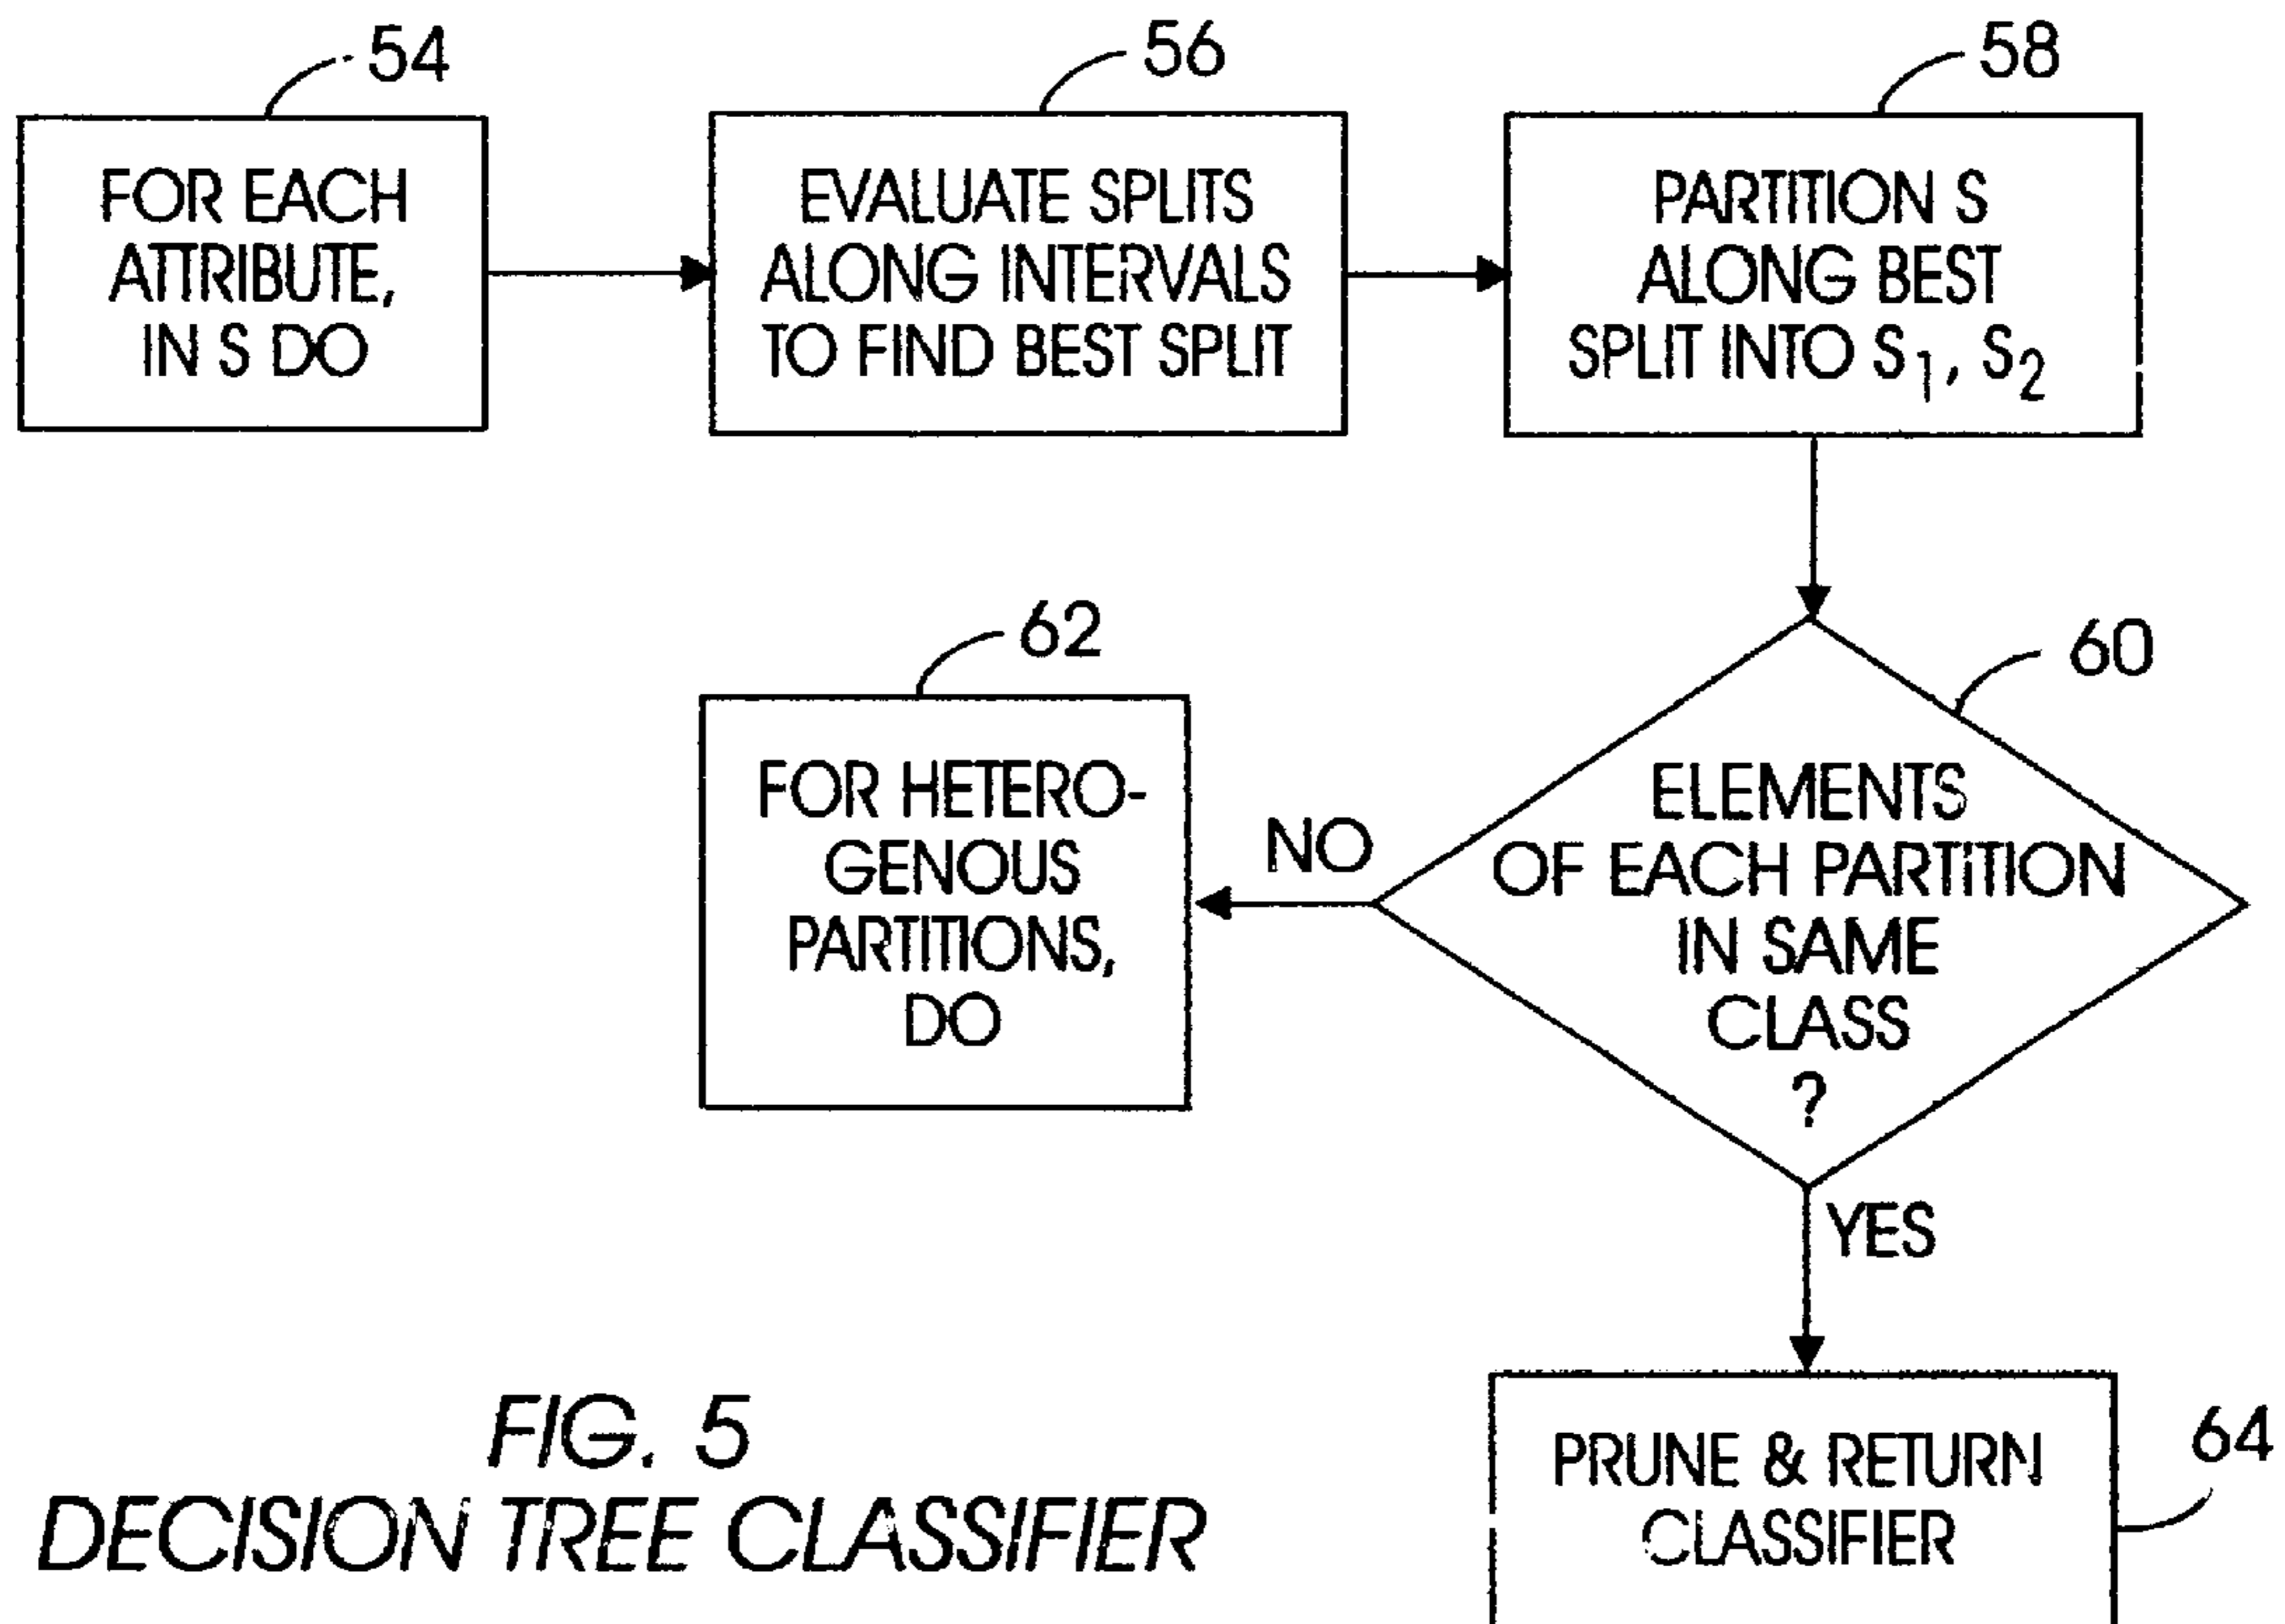 54
FOR EACH
ATTRIBUTE,
IN S DO
56
EVALUATE SPLITS
ALONG INTERVALS
TO FIND BEST SPLIT
58
PARTITION S
ALONG BEST
SPLIT INTO S₁, S₂
60
ELEMENTS
OF EACH PARTITION
IN SAME
CLASS
?
NO
62
FOR HETERO-
GENOUS
PARTITIONS,
DO
YES
64
PRUNE & RETURN
CLASSIFIER
FIG. 5
DECISION TREE CLASSIFIER